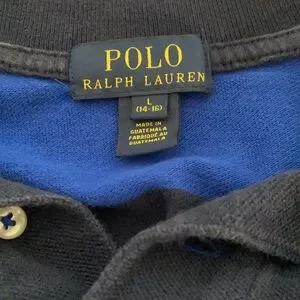 POLO
RALPH LAUREN
L
(14-16)
MADE IN
GUATEMALA
FABRIQUÉ AU
GUATEMALA